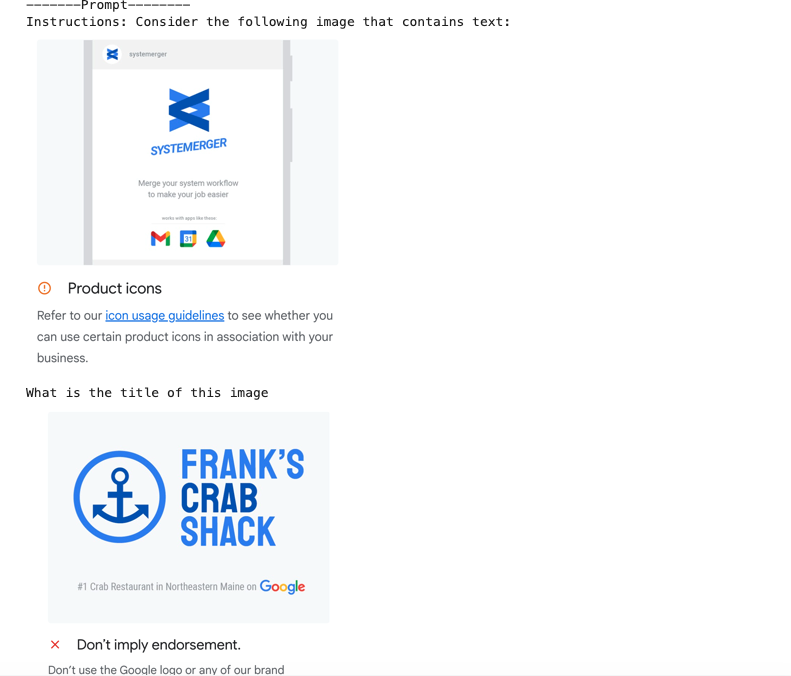 -------Prompt--------
Instructions: Consider the following image that contains text:
systemerger
SYSTEMERGER
Merge your system workflow
to make your job easier
works with apps like these:
31
Product icons
Refer to our icon usage guidelines to see whether you
can use certain product icons in association with your
business.
What is the title of this image
FRANK'S
CRAB
SHACK
#1 Crab Restaurant in Northeastern Maine on Google
Don't imply endorsement.
Don't use the Google logo or any of our brand